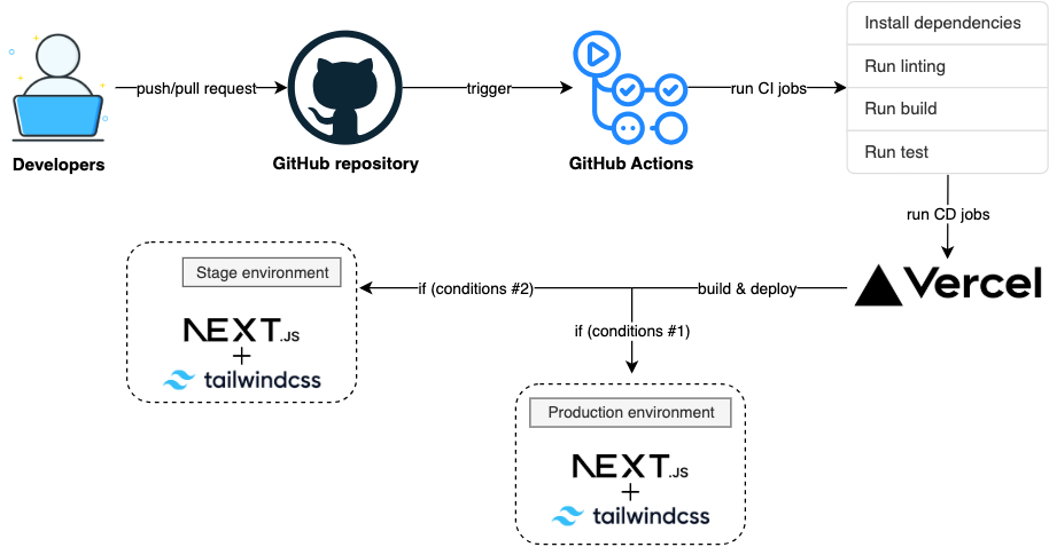 push/pull request
trigger
run CI jobs
Install dependencies
Run linting
Run build
Run test
Developers
GitHub repository
GitHub Actions
run CD jobs
Vercel
build & deploy
if (conditions #2)
if (conditions #1)
Stage environment
NEXT.JS
+
tailwindcss
Production environment
NEXT.JS
+
tailwindcss